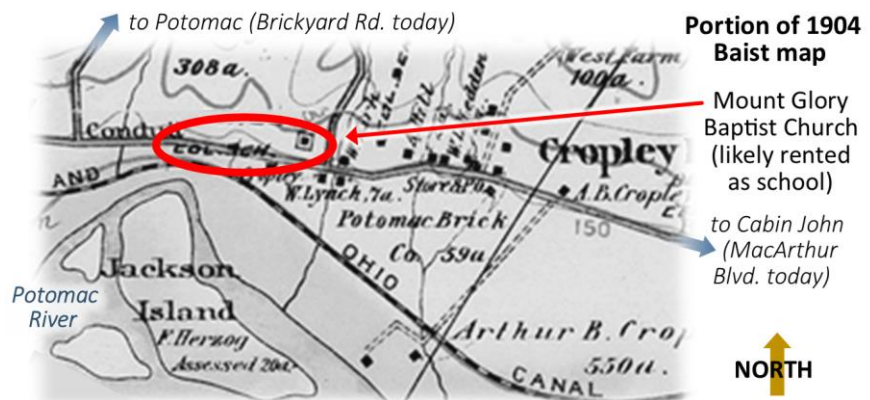 to Potomac (Brickyard Rd. today)
Portion of 1904
Baist map
Mount Glory
Baptist Church
(likely rented
as school)
to Cabin John
(MacArthur
Blvd. today)
NORTH
Potomac
River
308a.
West Farm
100a.
Hill
Conduit
COL. SCH.
AND
Cropley
Cropley
W. Lynch, 7a.
Store & P.O.
A. B. Cropley
150
Potomac Brick
Co. 59a.
OHIO
Jackson
Island
F. Herzog
Assessed 20a.
Arthur B. Crop
550a.
CANAL